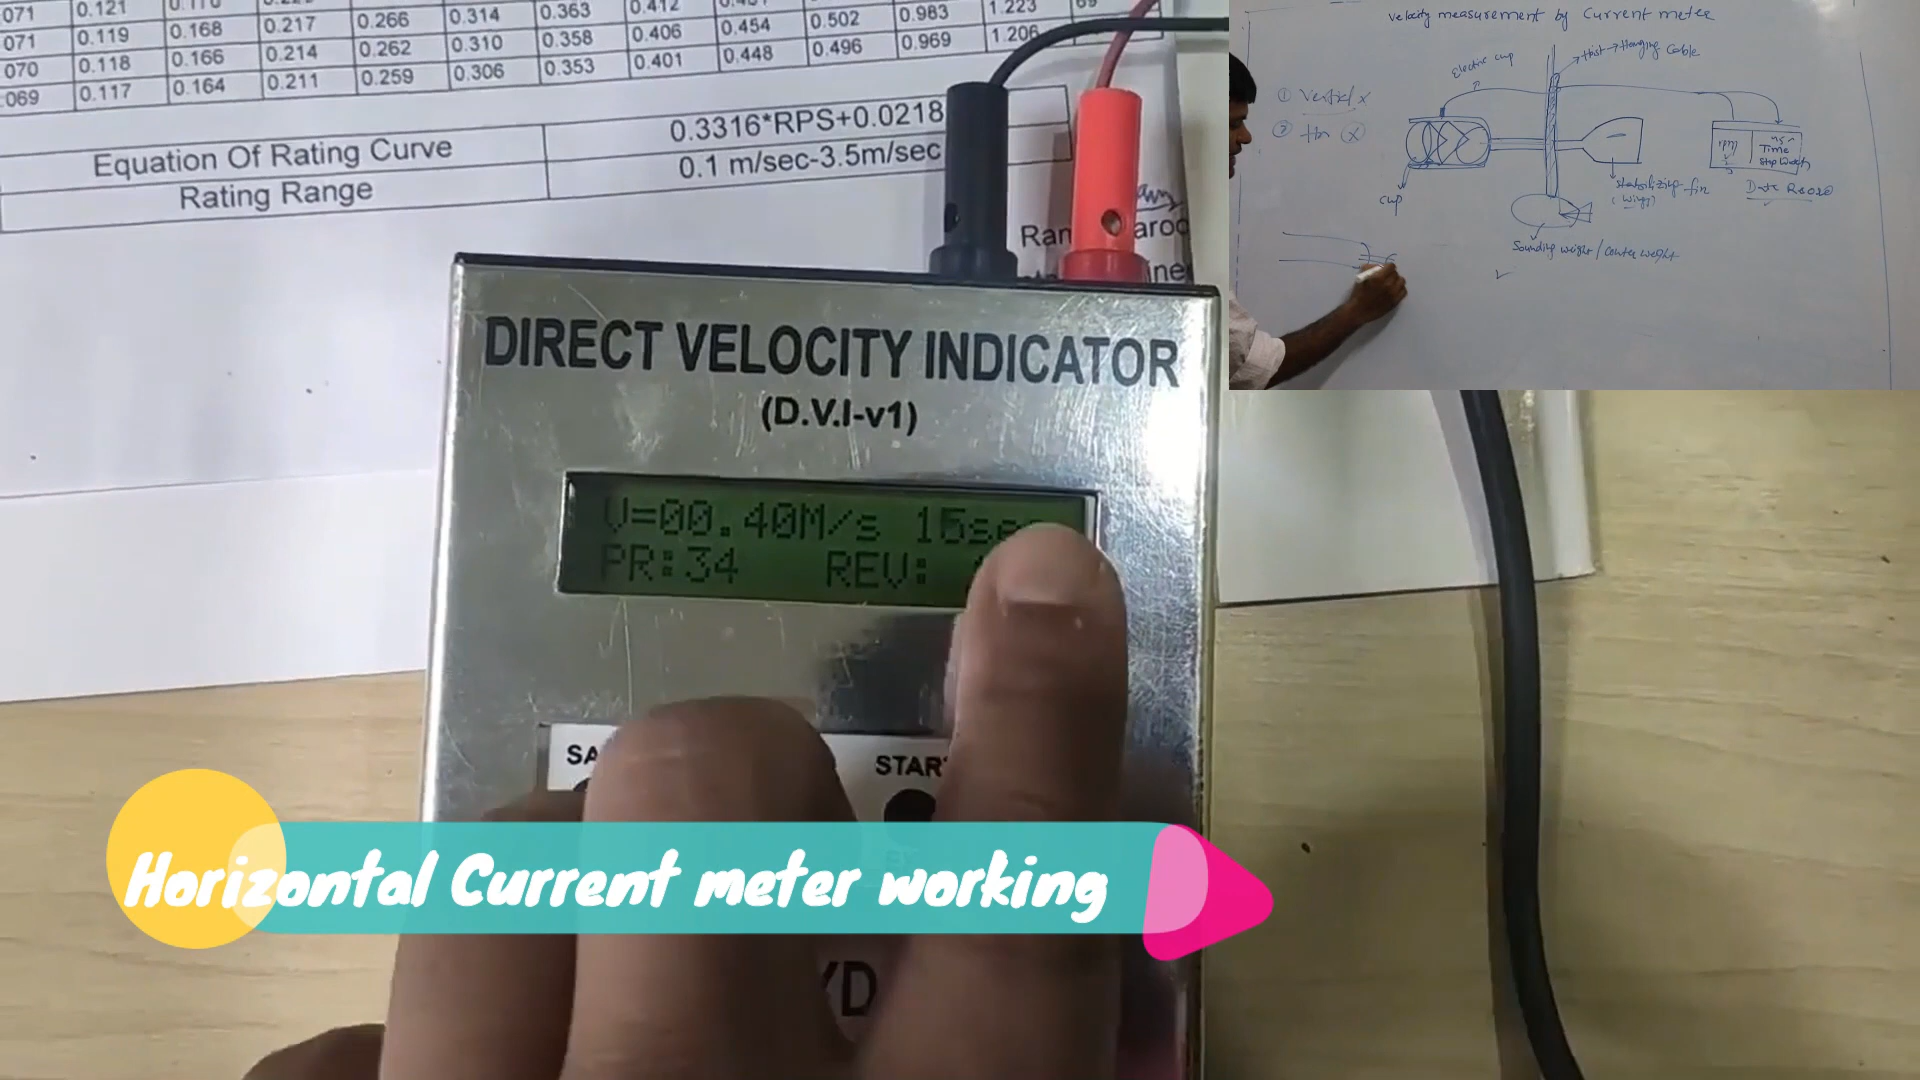 071 0.121
071 0.119 0.168 0.217 0.266 0.314 0.363 0.412 0.502 0.983 1.223 69
070 0.118 0.166 0.214 0.262 0.310 0.358 0.406 0.454 0.496 0.969 1.206
069 0.117 0.164 0.211 0.259 0.306 0.353 0.401 0.448
Equation Of Rating Curve 0.3316*RPS+0.0218
Rating Range 0.1 m/sec-3.5m/sec
DIRECT VELOCITY INDICATOR
(D.V.I-v1)
V=00.40M/s 15sec
PR:34 REV:
START
Horizontal Current meter working
Velocity measurement by Current meter
Hoist → Hanging Cable
Electric cup
① Vertical x
② Hor x
cup
Stabilizing fin
(wings)
Time
Stop watch
Sounding weight / Counter weight